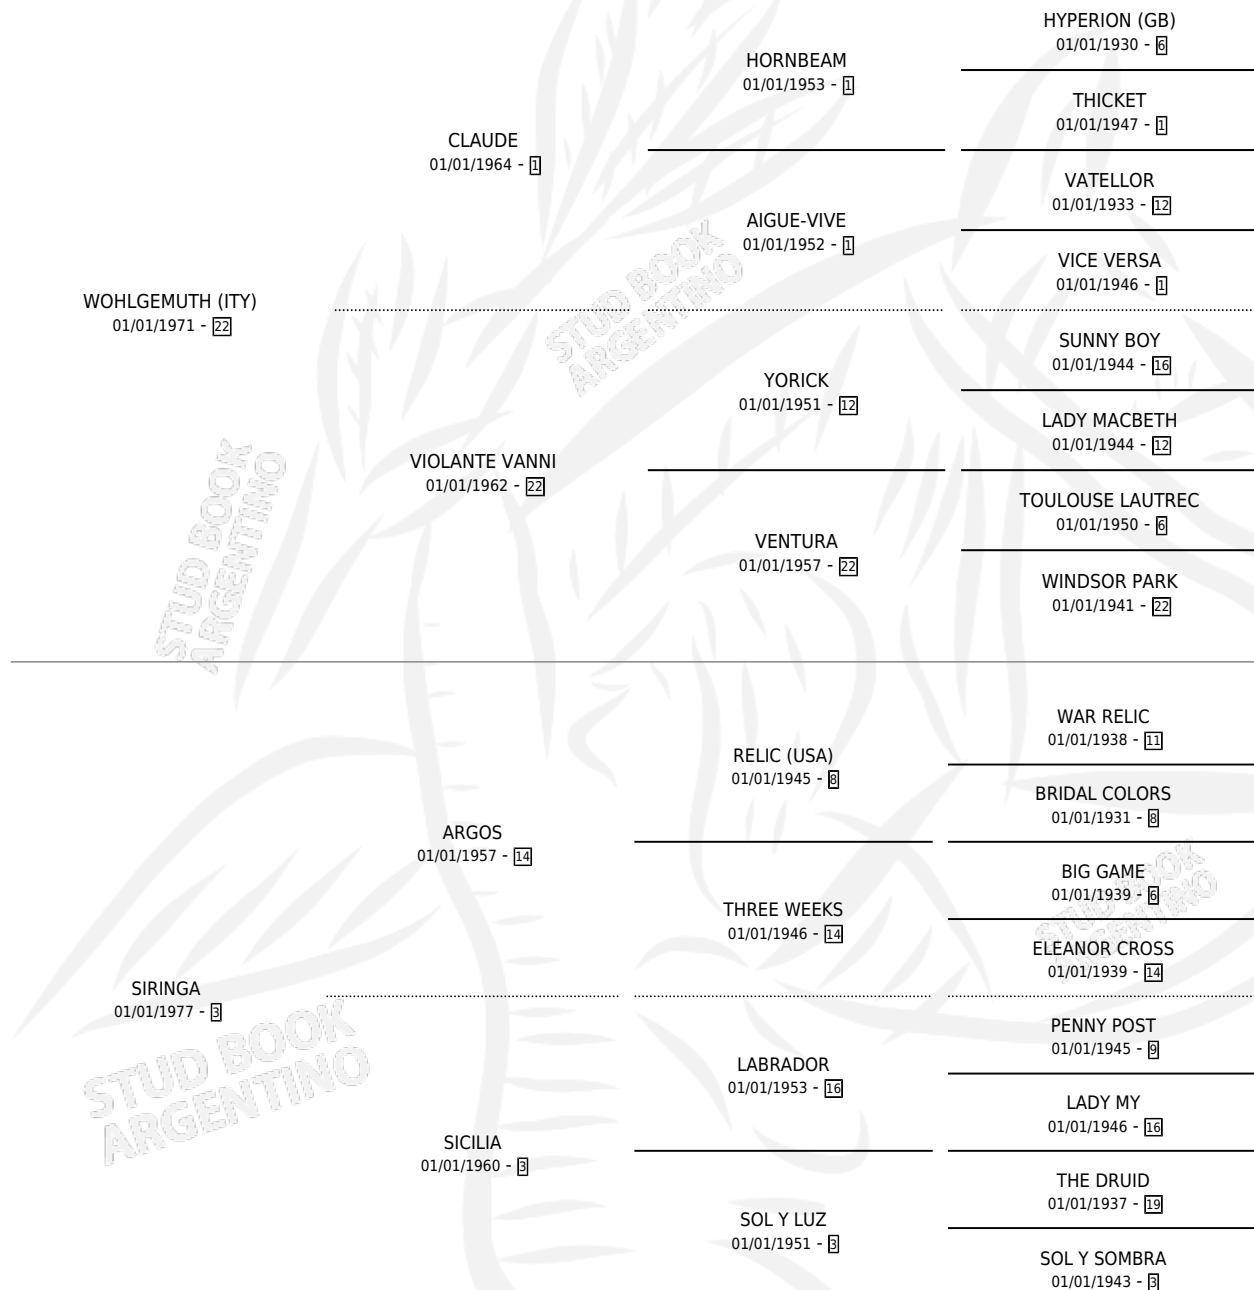 HYPERION (GB)
01/01/1930 - 6
HORNBEAM
01/01/1953 - 1
THICKET
01/01/1947 - 1
CLAUDE
01/01/1964 - 1
VATELLOR
01/01/1933 - 12
AIGUE-VIVE
01/01/1952 - 1
VICE VERSA
01/01/1946 - 1
WOHLGEMUTH (ITY)
01/01/1971 - 22
STUD BOOK
ARGENTINO
SUNNY BOY
01/01/1944 - 16
YORICK
01/01/1951 - 12
LADY MACBETH
01/01/1944 - 12
VIOLANTE VANNI
01/01/1962 - 22
TOULOUSE LAUTREC
01/01/1950 - 6
VENTURA
01/01/1957 - 22
WINDSOR PARK
01/01/1941 - 22
STUD BOOK
ARGENTINO
WAR RELIC
01/01/1938 - 11
RELIC (USA)
01/01/1945 - 8
BRIDAL COLORS
01/01/1931 - 8
ARGOS
01/01/1957 - 14
BIG GAME
01/01/1939 - 6
THREE WEEKS
01/01/1946 - 14
STUD BOOK
ARGENTINO
ELEANOR CROSS
01/01/1939 - 14
SIRINGA
01/01/1977 - 3
STUD BOOK
ARGENTINO
PENNY POST
01/01/1945 - 9
LABRADOR
01/01/1953 - 16
LADY MY
01/01/1946 - 16
SICILIA
01/01/1960 - 3
THE DRUID
01/01/1937 - 19
SOL Y LUZ
01/01/1951 - 3
SOL Y SOMBRA
01/01/1943 - 3